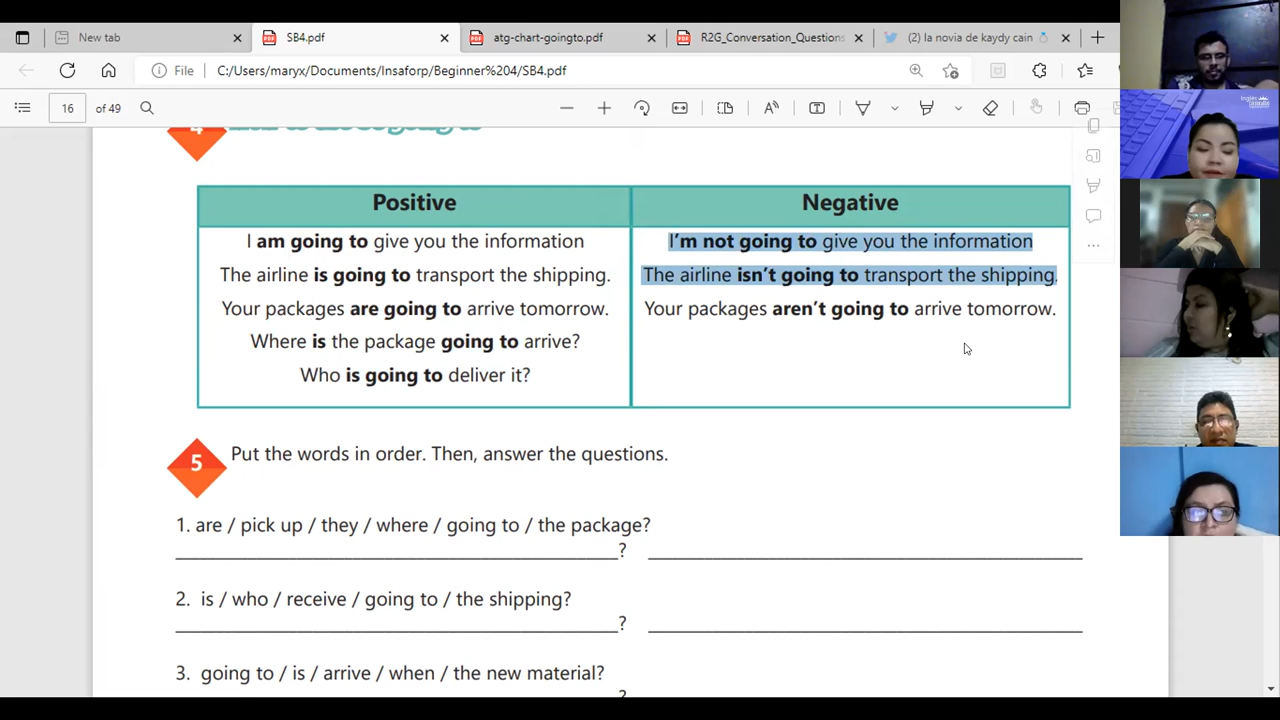 New tab
SB4.pdf
atg-chart-goingto.pdf
R2G_Conversation_Questions
(2) la novia de kaydy cain
File
C:/Users/maryx/Documents/Insaforp/Beginner%204/SB4.pdf
16 of 49
Positive
Negative
I am going to give you the information
I'm not going to give you the information
The airline is going to transport the shipping.
The airline isn't going to transport the shipping.
Your packages are going to arrive tomorrow.
Your packages aren't going to arrive tomorrow.
Where is the package going to arrive?
Who is going to deliver it?
5 Put the words in order. Then, answer the questions.
1. are / pick up / they / where / going to / the package?
?
2. is / who / receive / going to / the shipping?
?
3. going to / is / arrive / when / the new material?